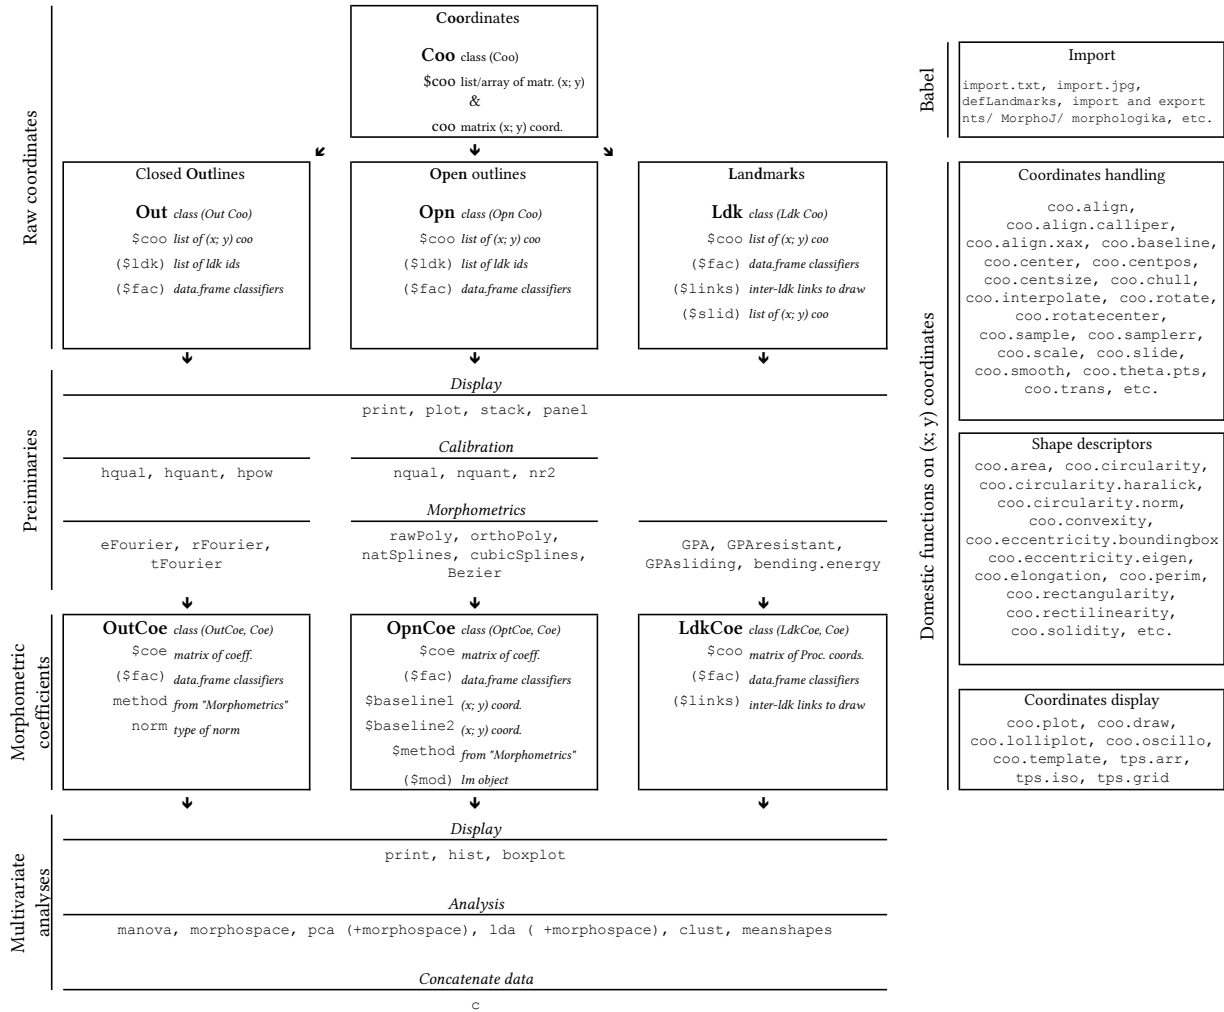 Raw coordinates
Coordinates
Coo class (Coo)
$coo list/array of matr. (x; y)
&
coo matrix (x; y) coord.
Closed Outlines
Out class (Out Coo)
$coo list of (x; y) coo
($ldk) list of ldk ids
($fac) data.frame classifiers
Open outlines
Opn class (Opn Coo)
$coo list of (x; y) coo
($ldk) list of ldk ids
($fac) data.frame classifiers
Landmarks
Ldk class (Ldk Coo)
$coo list of (x; y) coo
($fac) data.frame classifiers
($links) inter-ldk links to draw
($slid) list of (x; y) coo
Preiminaries
Display
print, plot, stack, panel
Calibration
hqual, hquant, hpow
nqual, nquant, nr2
Morphometrics
eFourier, rFourier,
tFourier
rawPoly, orthoPoly,
natSplines, cubicSplines,
Bezier
GPA, GPAresistant,
GPAsliding, bending.energy
Morphometric
coefficients
OutCoe class (OutCoe, Coe)
$coe matrix of coeff.
($fac) data.frame classifiers
method from "Morphometrics"
norm type of norm
OpnCoe class (OptCoe, Coe)
$coe matrix of coeff.
($fac) data.frame classifiers
$baseline1 (x; y) coord.
$baseline2 (x; y) coord.
$method from "Morphometrics"
($mod) lm object
LdkCoe class (LdkCoe, Coe)
$coo matrix of Proc. coords.
($fac) data.frame classifiers
($links) inter-ldk links to draw
Multivariate
analyses
Display
print, hist, boxplot
Analysis
manova, morphospace, pca (+morphospace), lda ( +morphospace), clust, meanshapes
Concatenate data
c
Babel
Import
import.txt, import.jpg,
defLandmarks, import and export
nts/ MorphoJ/ morphologika, etc.
Domestic functions on (x; y) coordinates
Coordinates handling
coo.align,
coo.align.calliper,
coo.align.xax, coo.baseline,
coo.center, coo.centpos,
coo.centsize, coo.chull,
coo.interpolate, coo.rotate,
coo.rotatecenter,
coo.sample, coo.samplerr,
coo.scale, coo.slide,
coo.smooth, coo.theta.pts,
coo.trans, etc.
Shape descriptors
coo.area, coo.circularity,
coo.circularity.haralick,
coo.circularity.norm,
coo.convexity,
coo.eccentricity.boundingbox
coo.eccentricity.eigen,
coo.elongation, coo.perim,
coo.rectangularity,
coo.rectilinearity,
coo.solidity, etc.
Coordinates display
coo.plot, coo.draw,
coo.lolliplot, coo.oscillo,
coo.template, tps.arr,
tps.iso, tps.grid